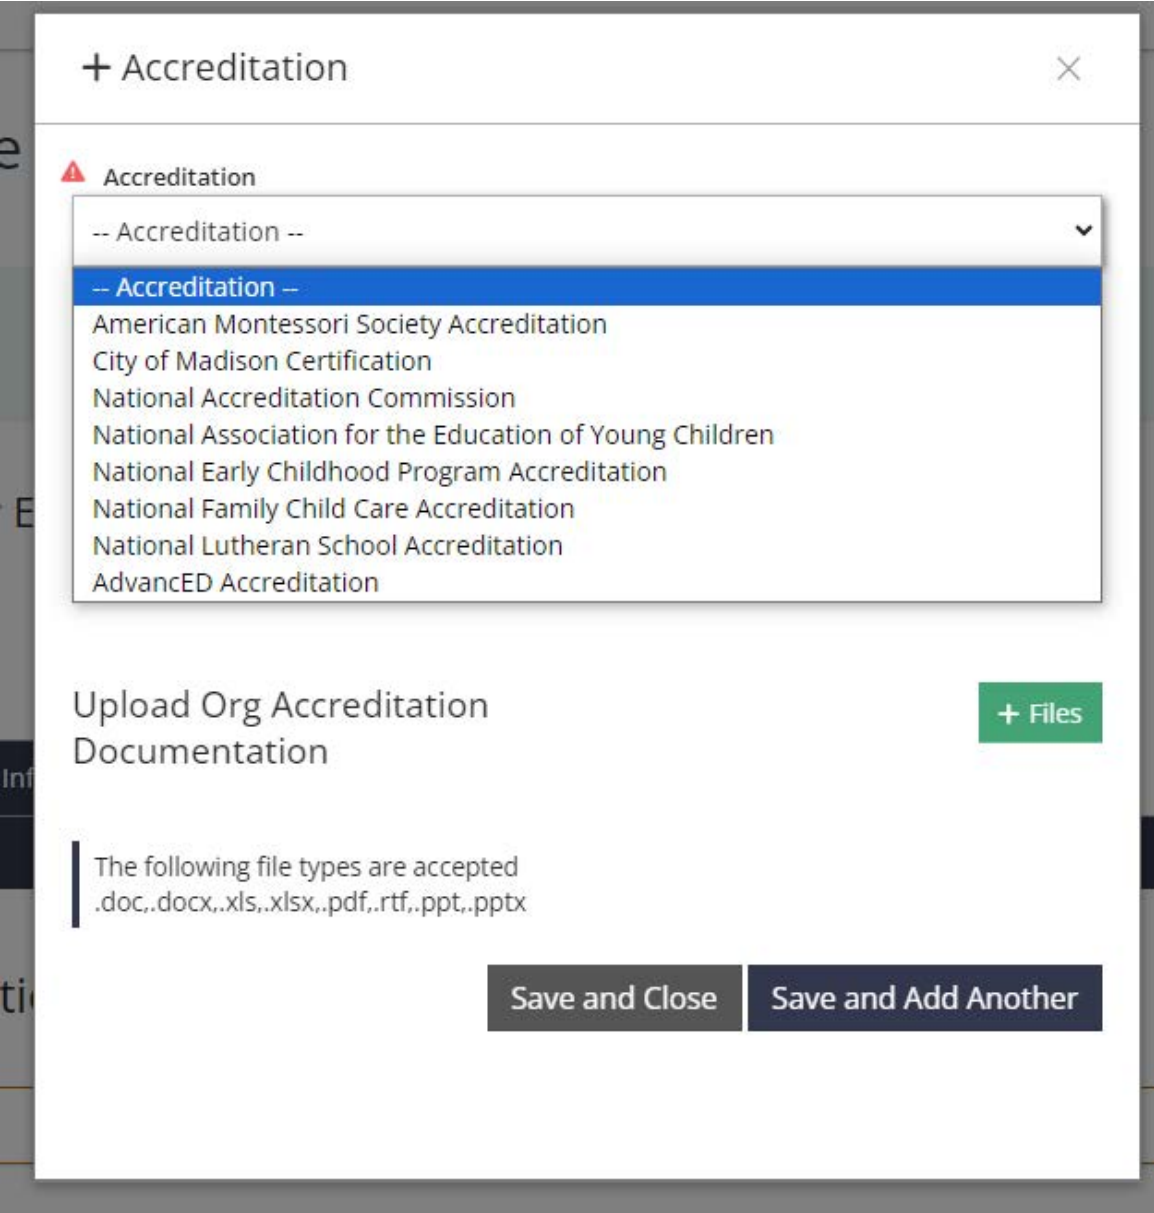 + Accreditation
Accreditation
-- Accreditation --
-- Accreditation --
American Montessori Society Accreditation
City of Madison Certification
National Accreditation Commission
National Association for the Education of Young Children
National Early Childhood Program Accreditation
National Family Child Care Accreditation
National Lutheran School Accreditation
AdvancED Accreditation
Upload Org Accreditation
Documentation
+ Files
The following file types are accepted
.doc,.docx,.xls,.xlsx,.pdf,.rtf,.ppt,.pptx
Save and Close
Save and Add Another